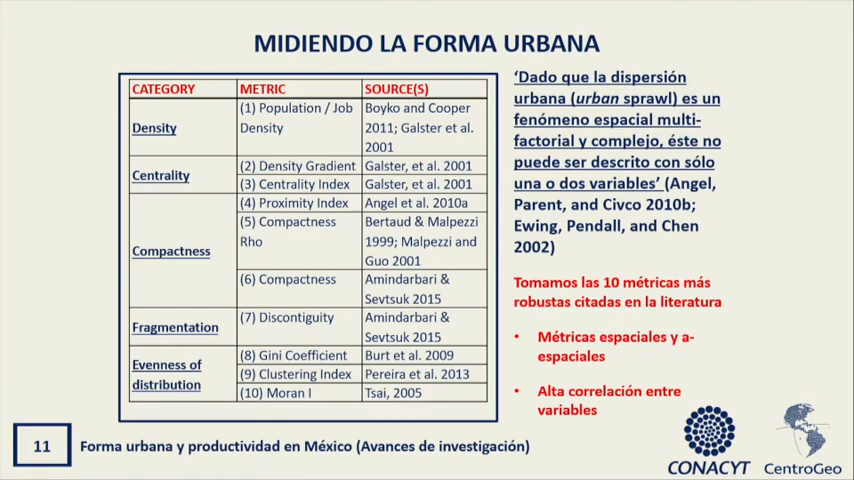 MIDIENDO LA FORMA URBANA
CATEGORY METRIC SOURCE(S)
Density
(1) Population / Job
Density
Boyko and Cooper
2011; Galster et al.
2001
Centrality
(2) Density Gradient Galster, et al. 2001
(3) Centrality Index Galster, et al. 2001
Compactness
(4) Proximity Index Angel et al. 2010a
(5) Compactness
Rho
Bertaud & Malpezzi
1999; Malpezzi and
Guo 2001
(6) Compactness
Amindarbari &
Sevtsuk 2015
Fragmentation
(7) Discontiguity
Amindarbari &
Sevtsuk 2015
Evenness of
distribution
(8) Gini Coefficient Burt et al. 2009
(9) Clustering Index Pereira et al. 2013
(10) Moran I Tsai, 2005
‘Dado que la dispersión
urbana (urban sprawl) es un
fenómeno espacial multi-
factorial y complejo, éste no
puede ser descrito con sólo
una o dos variables’ (Angel,
Parent, and Civco 2010b;
Ewing, Pendall, and Chen
2002)
Tomamos las 10 métricas más
robustas citadas en la literatura
• Métricas espaciales y a-
espaciales
• Alta correlación entre
variables
11
Forma urbana y productividad en México (Avances de investigación)
CONACYT
CentroGeo